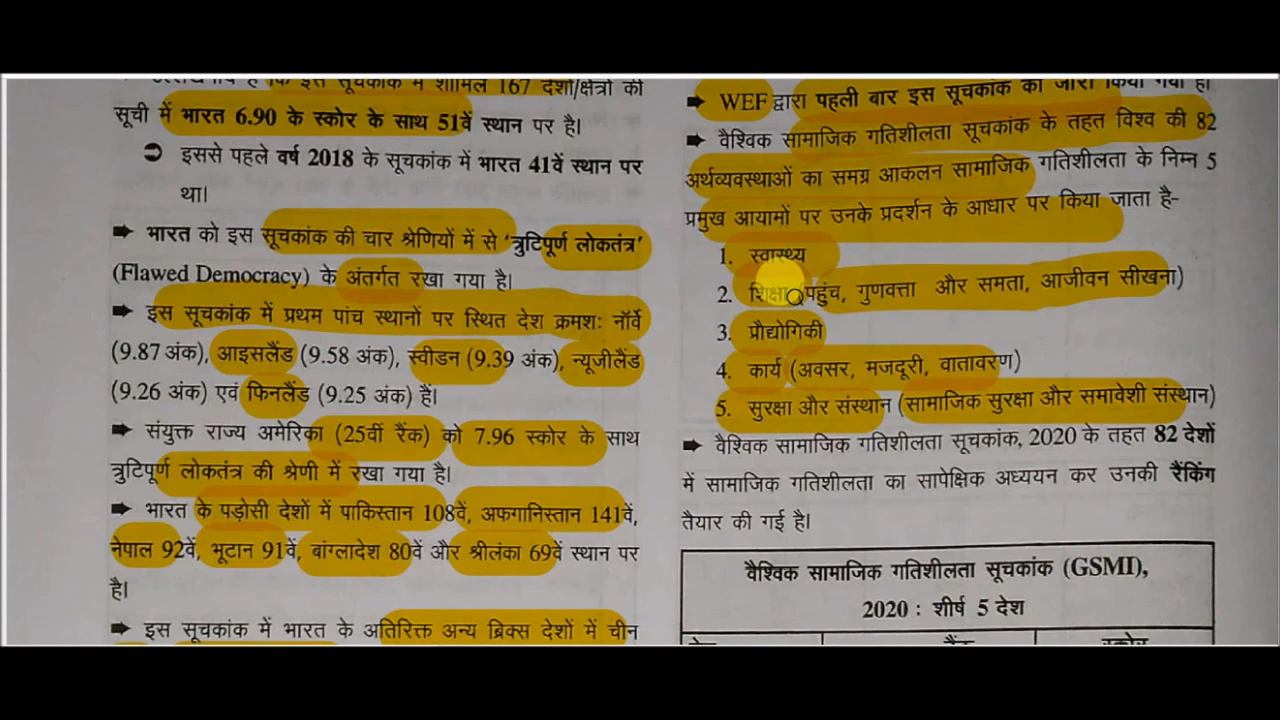 उल्लेखनीय है कि इस सूचकांक में शामिल 167 देशों/क्षेत्रों की
सूची में भारत 6.90 के स्कोर के साथ 51वें स्थान पर है।
➲ इससे पहले वर्ष 2018 के सूचकांक में भारत 41वें स्थान पर
था।
➡ भारत को इस सूचकांक की चार श्रेणियों में से ‘त्रुटिपूर्ण लोकतंत्र’
(Flawed Democracy) के अंतर्गत रखा गया है।
➡ इस सूचकांक में प्रथम पांच स्थानों पर स्थित देश क्रमशः नॉर्वे
(9.87 अंक), आइसलैंड (9.58 अंक), स्वीडन (9.39 अंक), न्यूजीलैंड
(9.26 अंक) एवं फिनलैंड (9.25 अंक) हैं।
➡ संयुक्त राज्य अमेरिका (25वीं रैंक) को 7.96 स्कोर के साथ
त्रुटिपूर्ण लोकतंत्र की श्रेणी में रखा गया है।
➡ भारत के पड़ोसी देशों में पाकिस्तान 108वें, अफगानिस्तान 141वें,
नेपाल 92वें, भूटान 91वें, बांग्लादेश 80वें और श्रीलंका 69वें स्थान पर
है।
➡ इस सूचकांक में भारत के अतिरिक्त अन्य ब्रिक्स देशों में चीन
➡ WEF द्वारा पहली बार इस सूचकांक को जारी किया गया है।
➡ वैश्विक सामाजिक गतिशीलता सूचकांक के तहत विश्व की 82
अर्थव्यवस्थाओं का समग्र आकलन सामाजिक गतिशीलता के निम्न 5
प्रमुख आयामों पर उनके प्रदर्शन के आधार पर किया जाता है-
1. स्वास्थ्य
2. शिक्षा (पहुंच, गुणवत्ता और समता, आजीवन सीखना)
3. प्रौद्योगिकी
4. कार्य (अवसर, मजदूरी, वातावरण)
5. सुरक्षा और संस्थान (सामाजिक सुरक्षा और समावेशी संस्थान)
➡ वैश्विक सामाजिक गतिशीलता सूचकांक, 2020 के तहत 82 देशों
में सामाजिक गतिशीलता का सापेक्षिक अध्ययन कर उनकी रैंकिंग
तैयार की गई है।
वैश्विक सामाजिक गतिशीलता सूचकांक (GSMI),
2020 : शीर्ष 5 देश